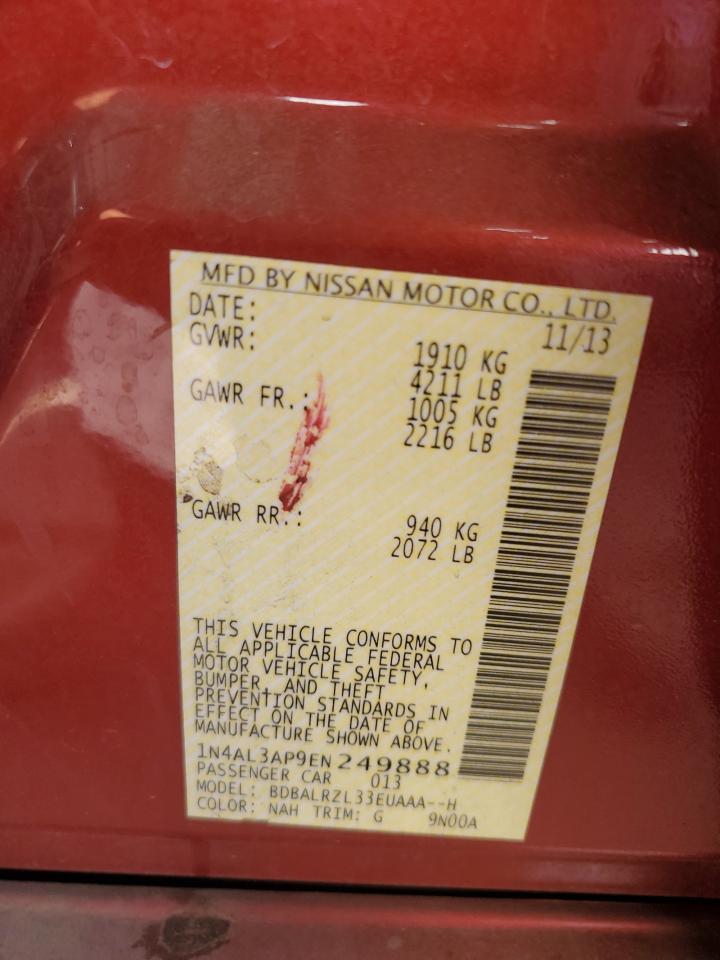 MFD BY NISSAN MOTOR CO., LTD.
DATE: 11/13
GVWR: 1910 KG
4211 LB
GAWR FR.: 1005 KG
2216 LB
GAWR RR.: 940 KG
2072 LB
THIS VEHICLE CONFORMS TO
ALL APPLICABLE FEDERAL
MOTOR VEHICLE SAFETY,
BUMPER, AND THEFT
PREVENTION STANDARDS IN
EFFECT ON THE DATE OF
MANUFACTURE SHOWN ABOVE.
1N4AL3AP9EN249888
PASSENGER CAR 013
MODEL: BDBALRZL33EUAAA--H
COLOR: NAH TRIM: G 9N00A